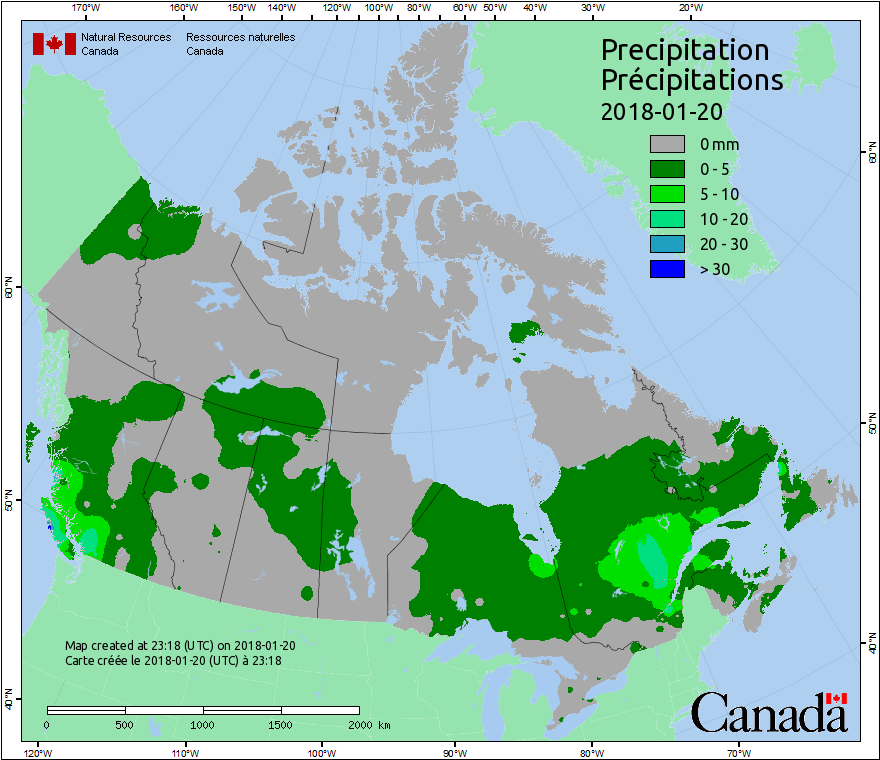 170°W 160°W 150°W 140°W 120°W 100°W 80°W 60°W 50°W 40°W 30°W 20°W
Natural Resources Ressources naturelles
Canada Canada
Precipitation
Précipitations
2018-01-20
0 mm
0 - 5
5 - 10
10 - 20
20 - 30
> 30
60°N
60°N
50°N
50°N
40°N
40°N
Map created at 23:18 (UTC) on 2018-01-20
Carte créée le 2018-01-20 (UTC) à 23:18
0 500 1000 1500 2000 km
Canada
120°W 110°W 100°W 90°W 80°W 70°W